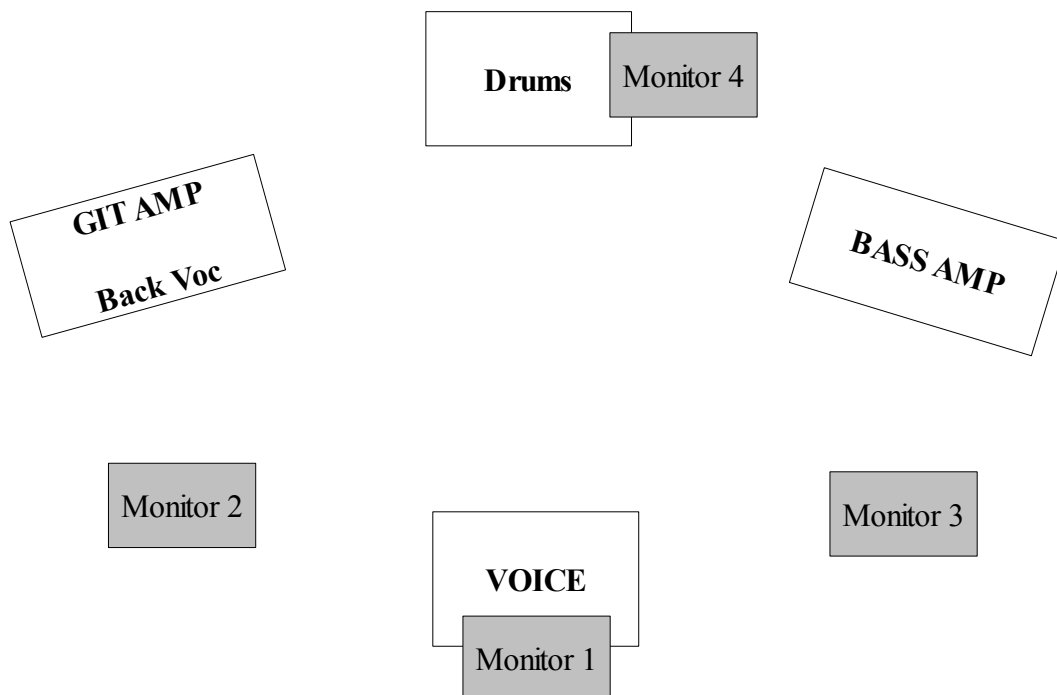 Drums
Monitor 4
GIT AMP
Back Voc
BASS AMP
Monitor 2
Monitor 3
VOICE
Monitor 1